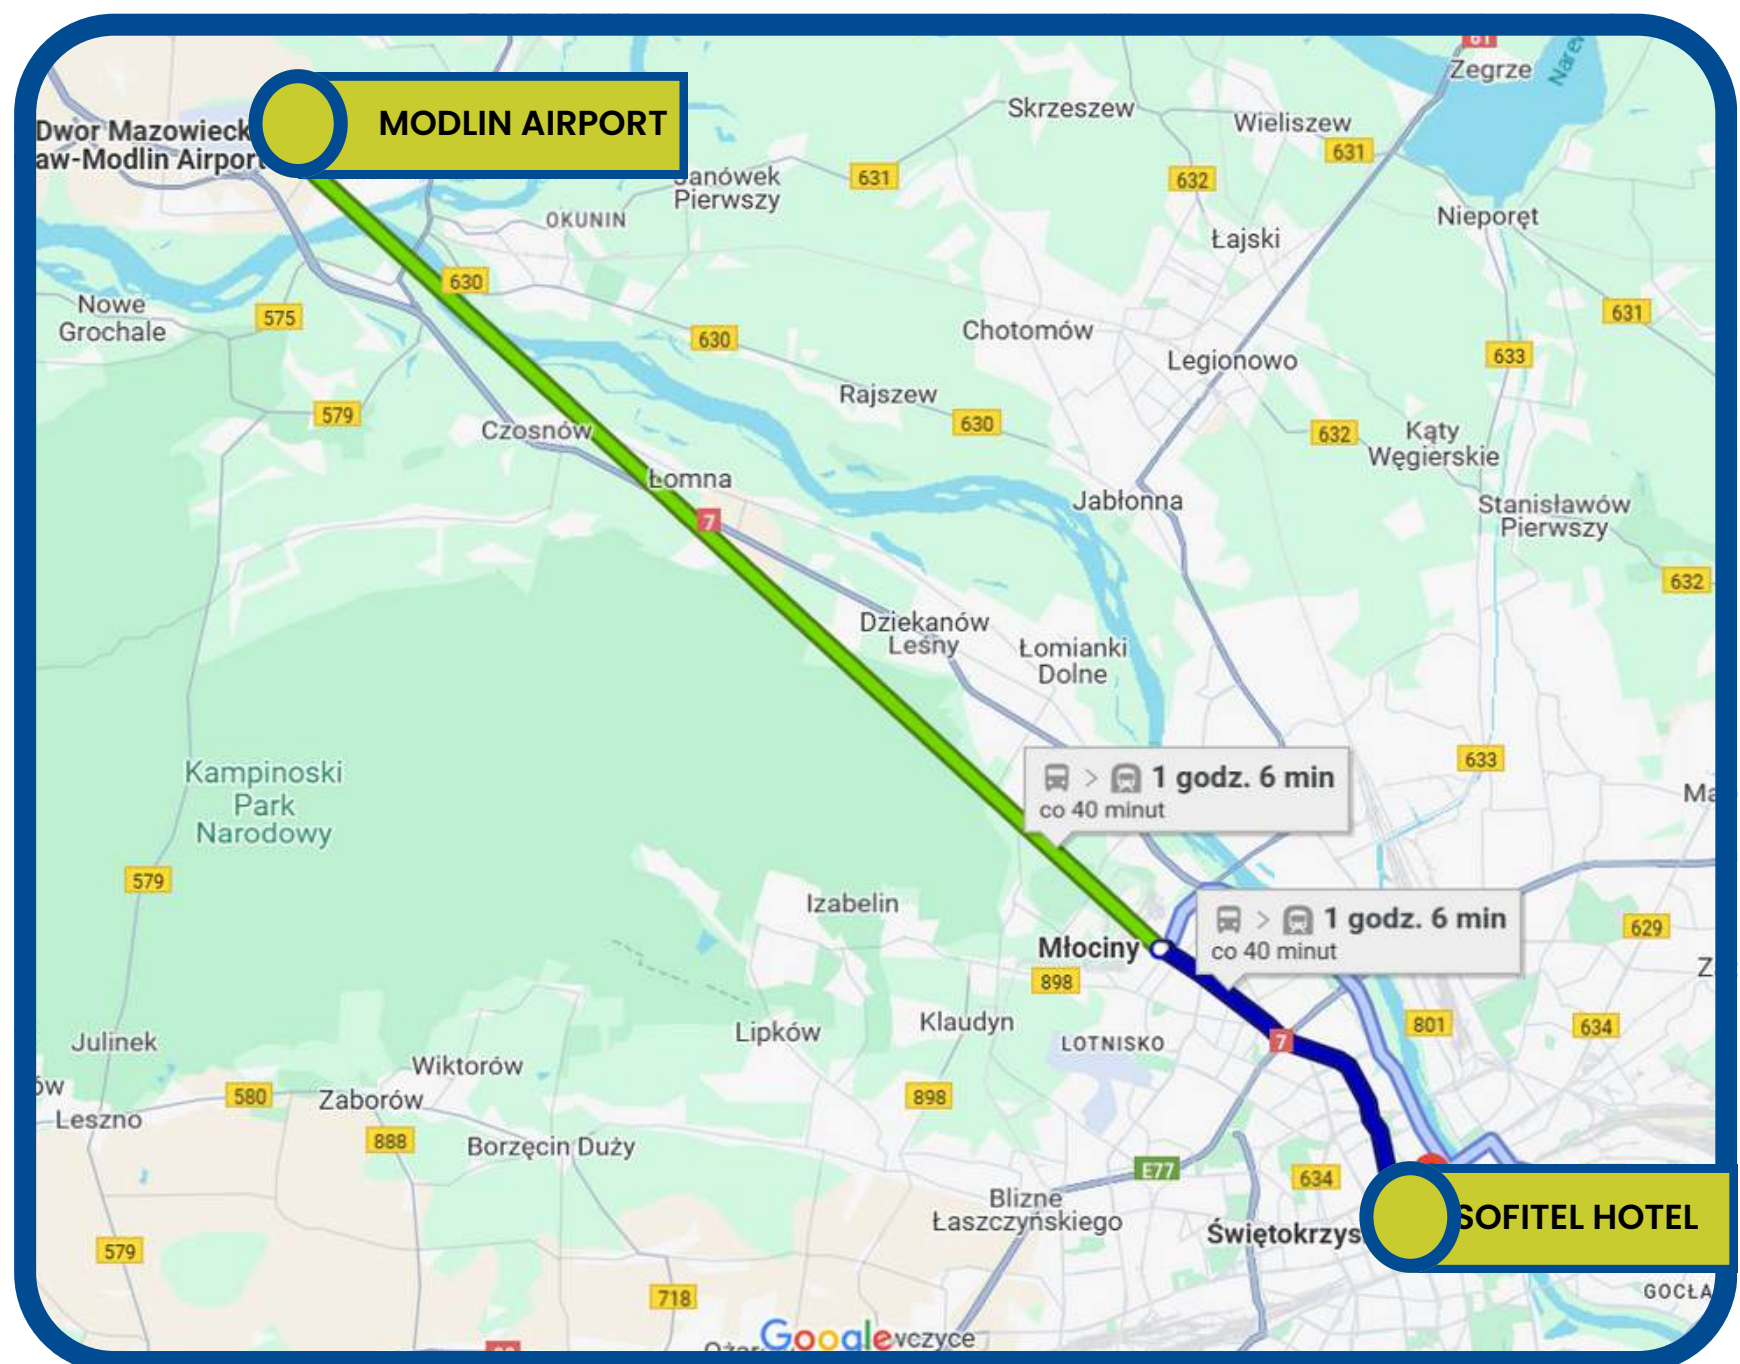 61
Zegrze
Skrzeszew
Wieliszew
MODLIN AIRPORT
Dwór Mazowieck
aw-Modlin Airport
631
631
632
Janówek
Pierwszy
OKUNIN
Nieporęt
Łajski
630
Nowe
Grochale
575
630
Chotomów
631
633
Legionowo
579
Rajszew
630
632
Kąty
Węgierskie
Czosnów
Łomna
7
Jabłonna
Stanisławów
Pierwszy
632
Dziekanów
Leśny
Łomianki
Dolne
Kampinoski
Park
Narodowy
633
1 godz. 6 min
co 40 minut
579
Izabelin
1 godz. 6 min
co 40 minut
629
Młociny
898
Julinek
Lipków
Klaudyn
LOTNISKO
7
801
634
Wiktorów
580
Zaborów
898
Leszno
888
Borzęcin Duży
E77
634
Blizne
Łaszczyńskiego
Świętokrzys
SOFITEL HOTEL
579
718
GOCŁA
Google